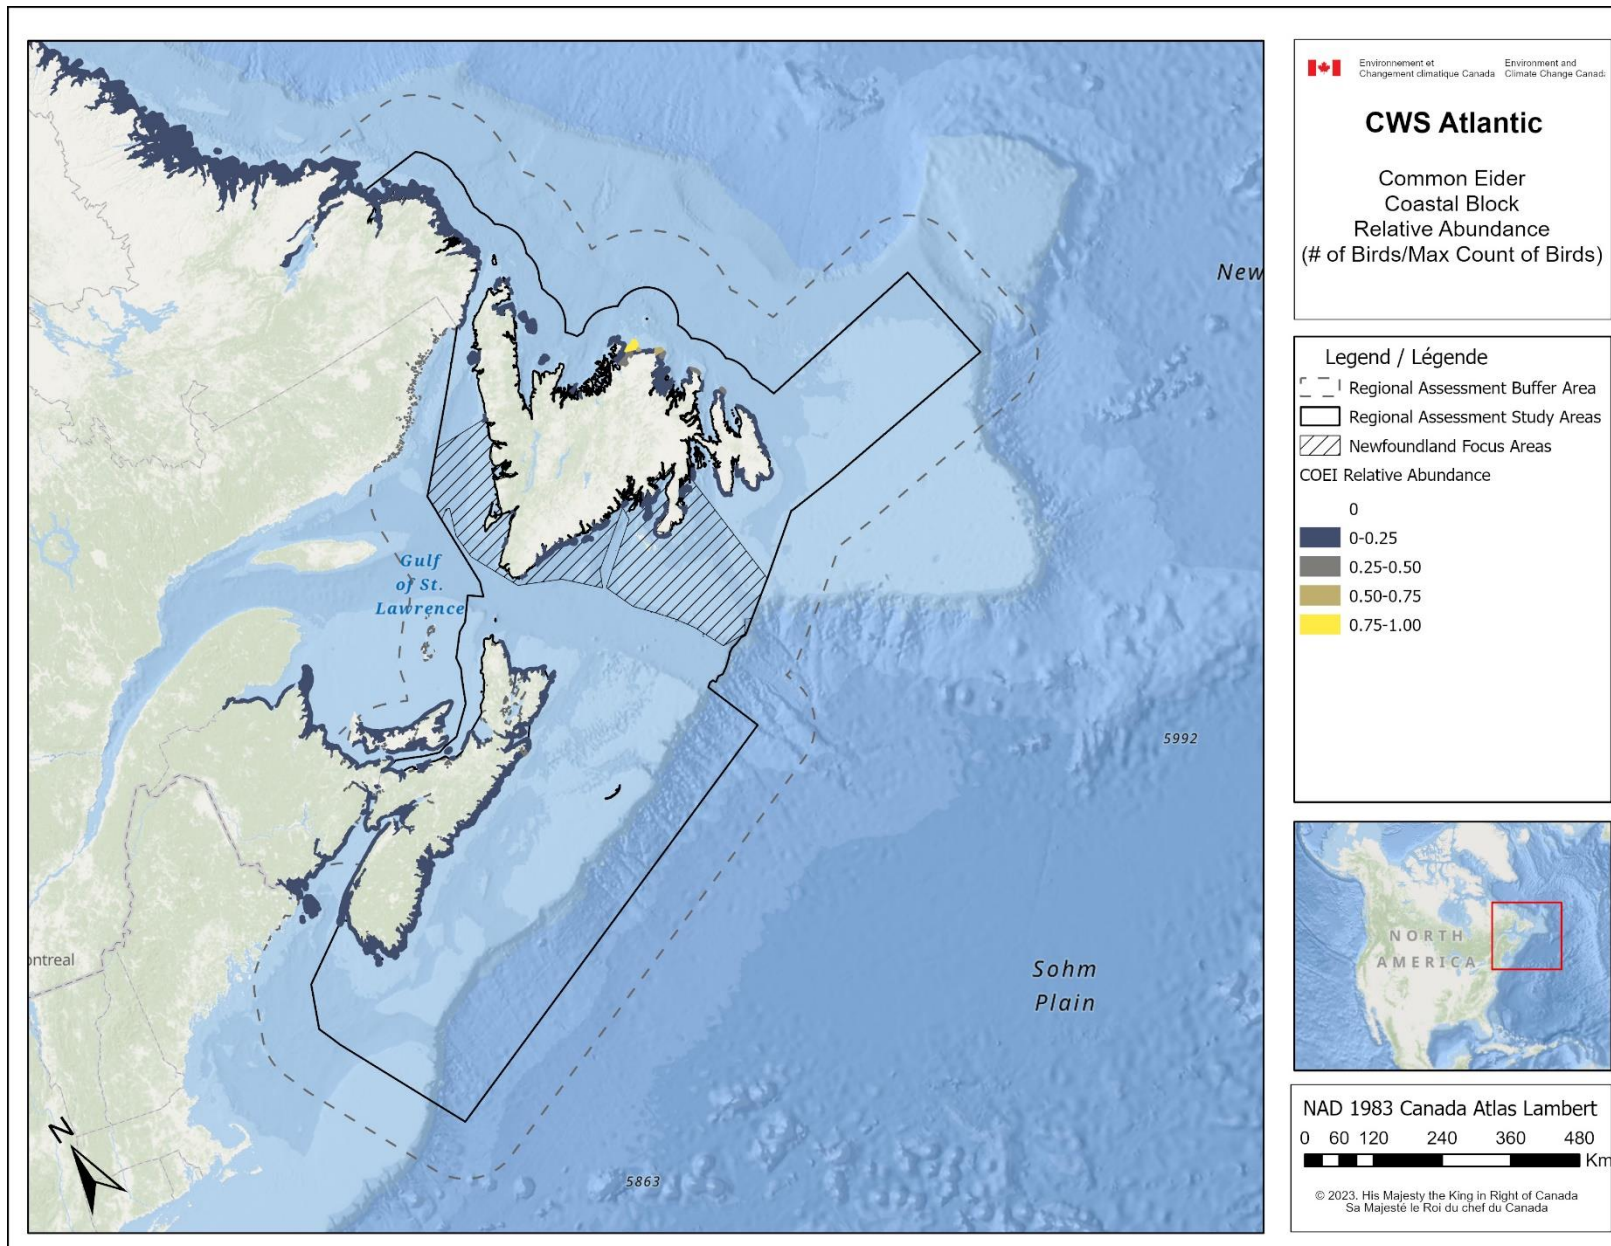 New
Gulf
of St.
Lawrence
5992
ontreal
Sohm
Plain
5863
N
Environnement et
Changement climatique Canada
Environment and
Climate Change Canada
CWS Atlantic
Common Eider
Coastal Block
Relative Abundance
(# of Birds/Max Count of Birds)
Legend / Légende
Regional Assessment Buffer Area
Regional Assessment Study Areas
Newfoundland Focus Areas
COEI Relative Abundance
0
0-0.25
0.25-0.50
0.50-0.75
0.75-1.00
NORTH
AMERICA
NAD 1983 Canada Atlas Lambert
0 60 120 240 360 480
Km
© 2023. His Majesty the King in Right of Canada
Sa Majesté le Roi du chef du Canada